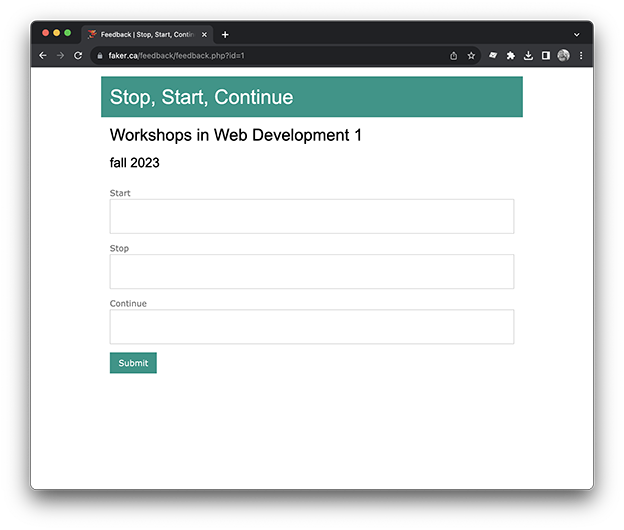 Feedback | Stop, Start, Contin
faker.ca/feedback/feedback.php?id=1
Stop, Start, Continue
Workshops in Web Development 1
fall 2023
Start
Stop
Continue
Submit